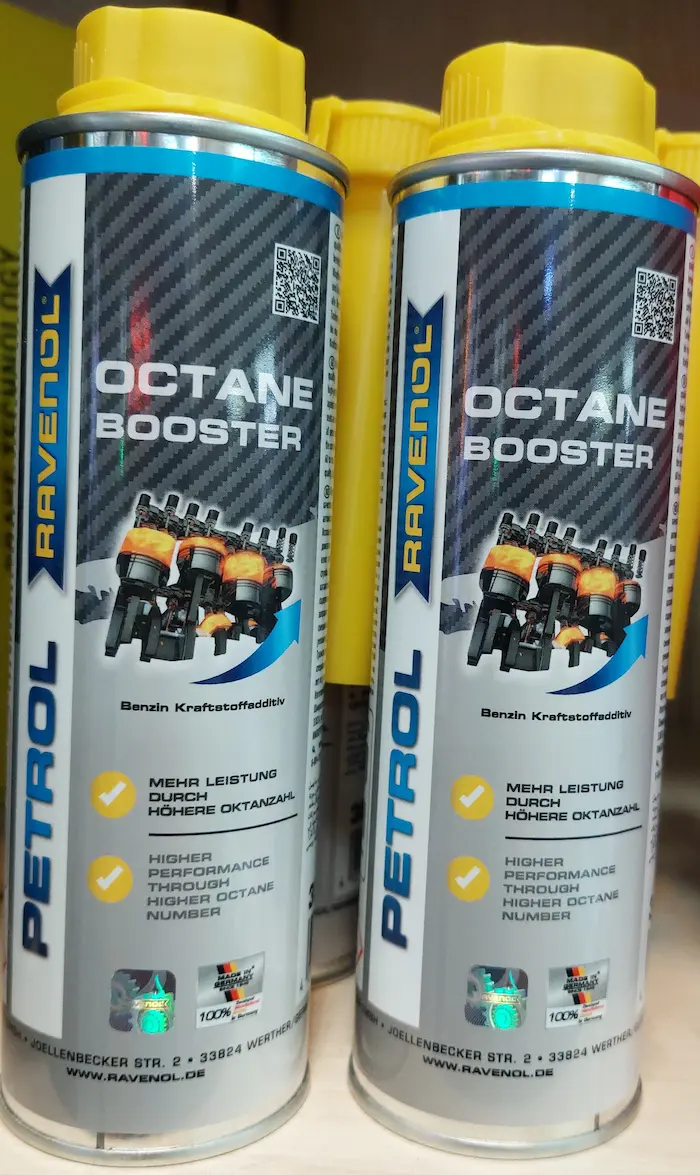 RAVENOL
PETROL
OCTANE
BOOSTER
Benzin Kraftstoffadditiv
MEHR LEISTUNG
DURCH
HÖHERE OKTANZAHL
HIGHER
PERFORMANCE
THROUGH
HIGHER OCTANE
NUMBER
MADE IN
GERMANY
100%
JOELLENBECKER STR. 2 • 33824 WERTHER/
WWW.RAVENOL.DE
RAVENOL
PETROL
OCTANE
BOOSTER
Benzin Kraftstoffadditiv
MEHR LEISTUNG
DURCH
HÖHERE OKTANZAHL
HIGHER
PERFORMANCE
THROUGH
HIGHER OCTANE
NUMBER
RAVENOL
MADE IN
GERMANY
100%
JOELLENBECKER STR. 2 • 33824 WERTHER/
WWW.RAVENOL.DE